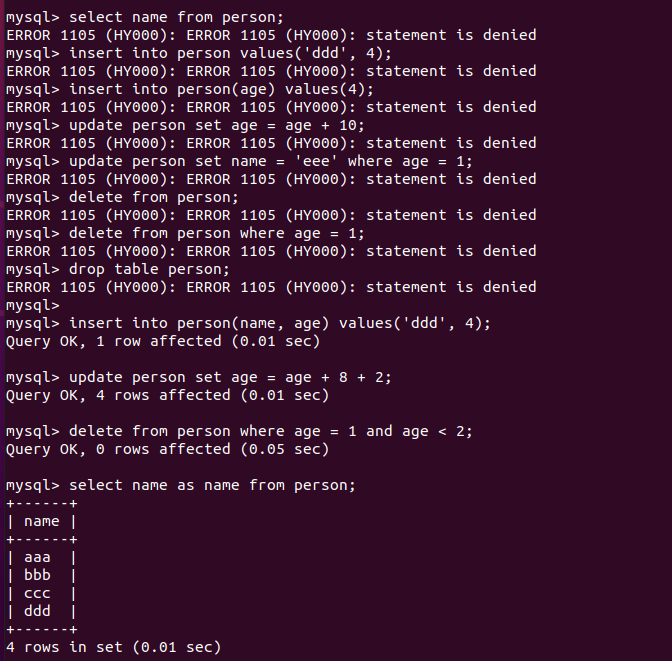 mysql> select name from person;
ERROR 1105 (HY000): ERROR 1105 (HY000): statement is denied
mysql> insert into person values('ddd', 4);
ERROR 1105 (HY000): ERROR 1105 (HY000): statement is denied
mysql> insert into person(age) values(4);
ERROR 1105 (HY000): ERROR 1105 (HY000): statement is denied
mysql> update person set age = age + 10;
ERROR 1105 (HY000): ERROR 1105 (HY000): statement is denied
mysql> update person set name = 'eee' where age = 1;
ERROR 1105 (HY000): ERROR 1105 (HY000): statement is denied
mysql> delete from person;
ERROR 1105 (HY000): ERROR 1105 (HY000): statement is denied
mysql> delete from person where age = 1;
ERROR 1105 (HY000): ERROR 1105 (HY000): statement is denied
mysql> drop table person;
ERROR 1105 (HY000): ERROR 1105 (HY000): statement is denied
mysql>
mysql> insert into person(name, age) values('ddd', 4);
Query OK, 1 row affected (0.01 sec)

mysql> update person set age = age + 8 + 2;
Query OK, 4 rows affected (0.01 sec)

mysql> delete from person where age = 1 and age < 2;
Query OK, 0 rows affected (0.05 sec)

mysql> select name as name from person;
+------+
| name |
+------+
| aaa  |
| bbb  |
| ccc  |
| ddd  |
+------+
4 rows in set (0.01 sec)